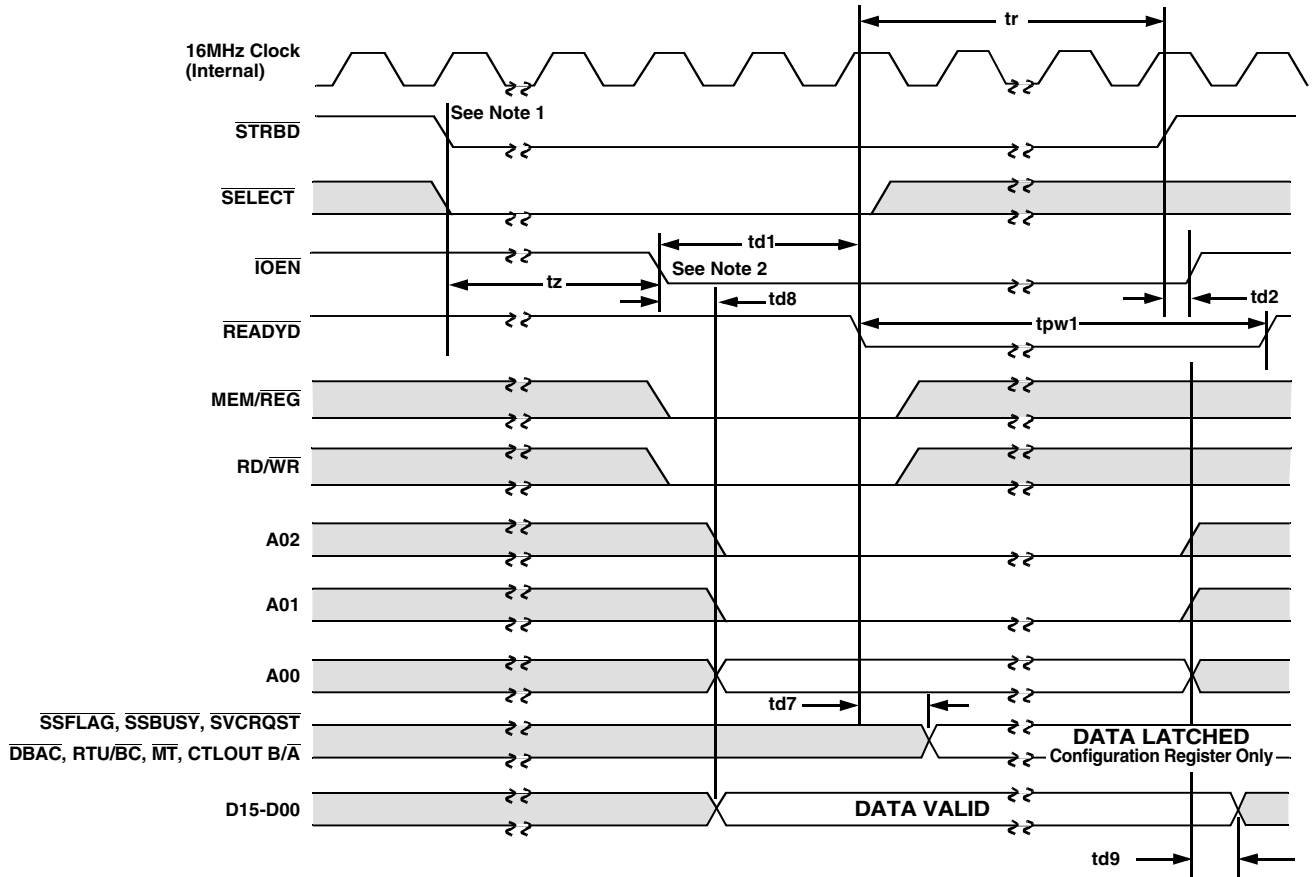 tr
16MHz Clock
(Internal)
See Note 1
STRBD
SELECT
td1
IOEN
See Note 2
tz
td8
td2
READYD
tpw1
MEM/REG
RD/WR
A02
A01
A00
td7
SSFLAG, SSBUSY, SVCRQST
DATA LATCHED
DBAC, RTU/BC, MT, CTLOUT B/A
Configuration Register Only
D15-D00
DATA VALID
td9